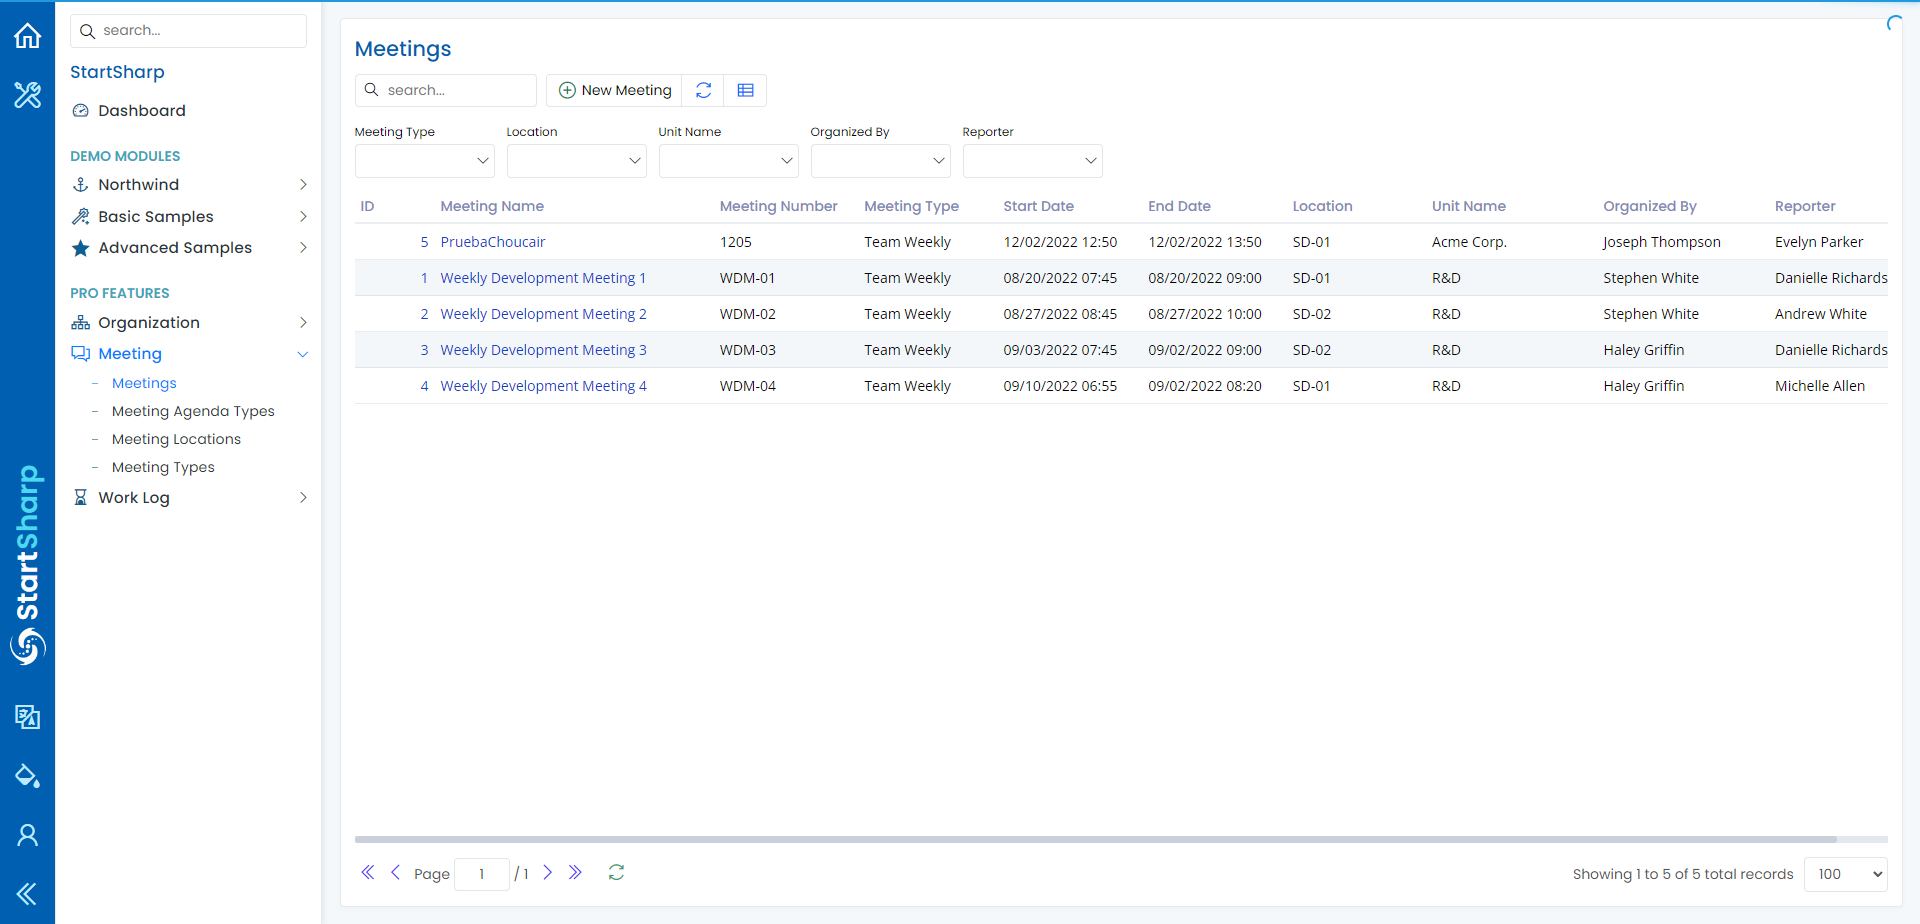 search...
StartSharp
Dashboard
DEMO MODULES
Northwind
Basic Samples
Advanced Samples
PRO FEATURES
Organization
Meeting
- Meetings
- Meeting Agenda Types
- Meeting Locations
- Meeting Types
Work Log
StartSharp
Meetings
search...
New Meeting
Meeting Type Location Unit Name Organized By Reporter
ID Meeting Name Meeting Number Meeting Type Start Date End Date Location Unit Name Organized By Reporter
5 PruebaChoucair 1205 Team Weekly 12/02/2022 12:50 12/02/2022 13:50 SD-01 Acme Corp. Joseph Thompson Evelyn Parker
1 Weekly Development Meeting 1 WDM-01 Team Weekly 08/20/2022 07:45 08/20/2022 09:00 SD-01 R&D Stephen White Danielle Richards
2 Weekly Development Meeting 2 WDM-02 Team Weekly 08/27/2022 08:45 08/27/2022 10:00 SD-02 R&D Stephen White Andrew White
3 Weekly Development Meeting 3 WDM-03 Team Weekly 09/03/2022 07:45 09/02/2022 09:00 SD-02 R&D Haley Griffin Danielle Richards
4 Weekly Development Meeting 4 WDM-04 Team Weekly 09/10/2022 06:55 09/02/2022 08:20 SD-01 R&D Haley Griffin Michelle Allen
Page 1 / 1
Showing 1 to 5 of 5 total records 100